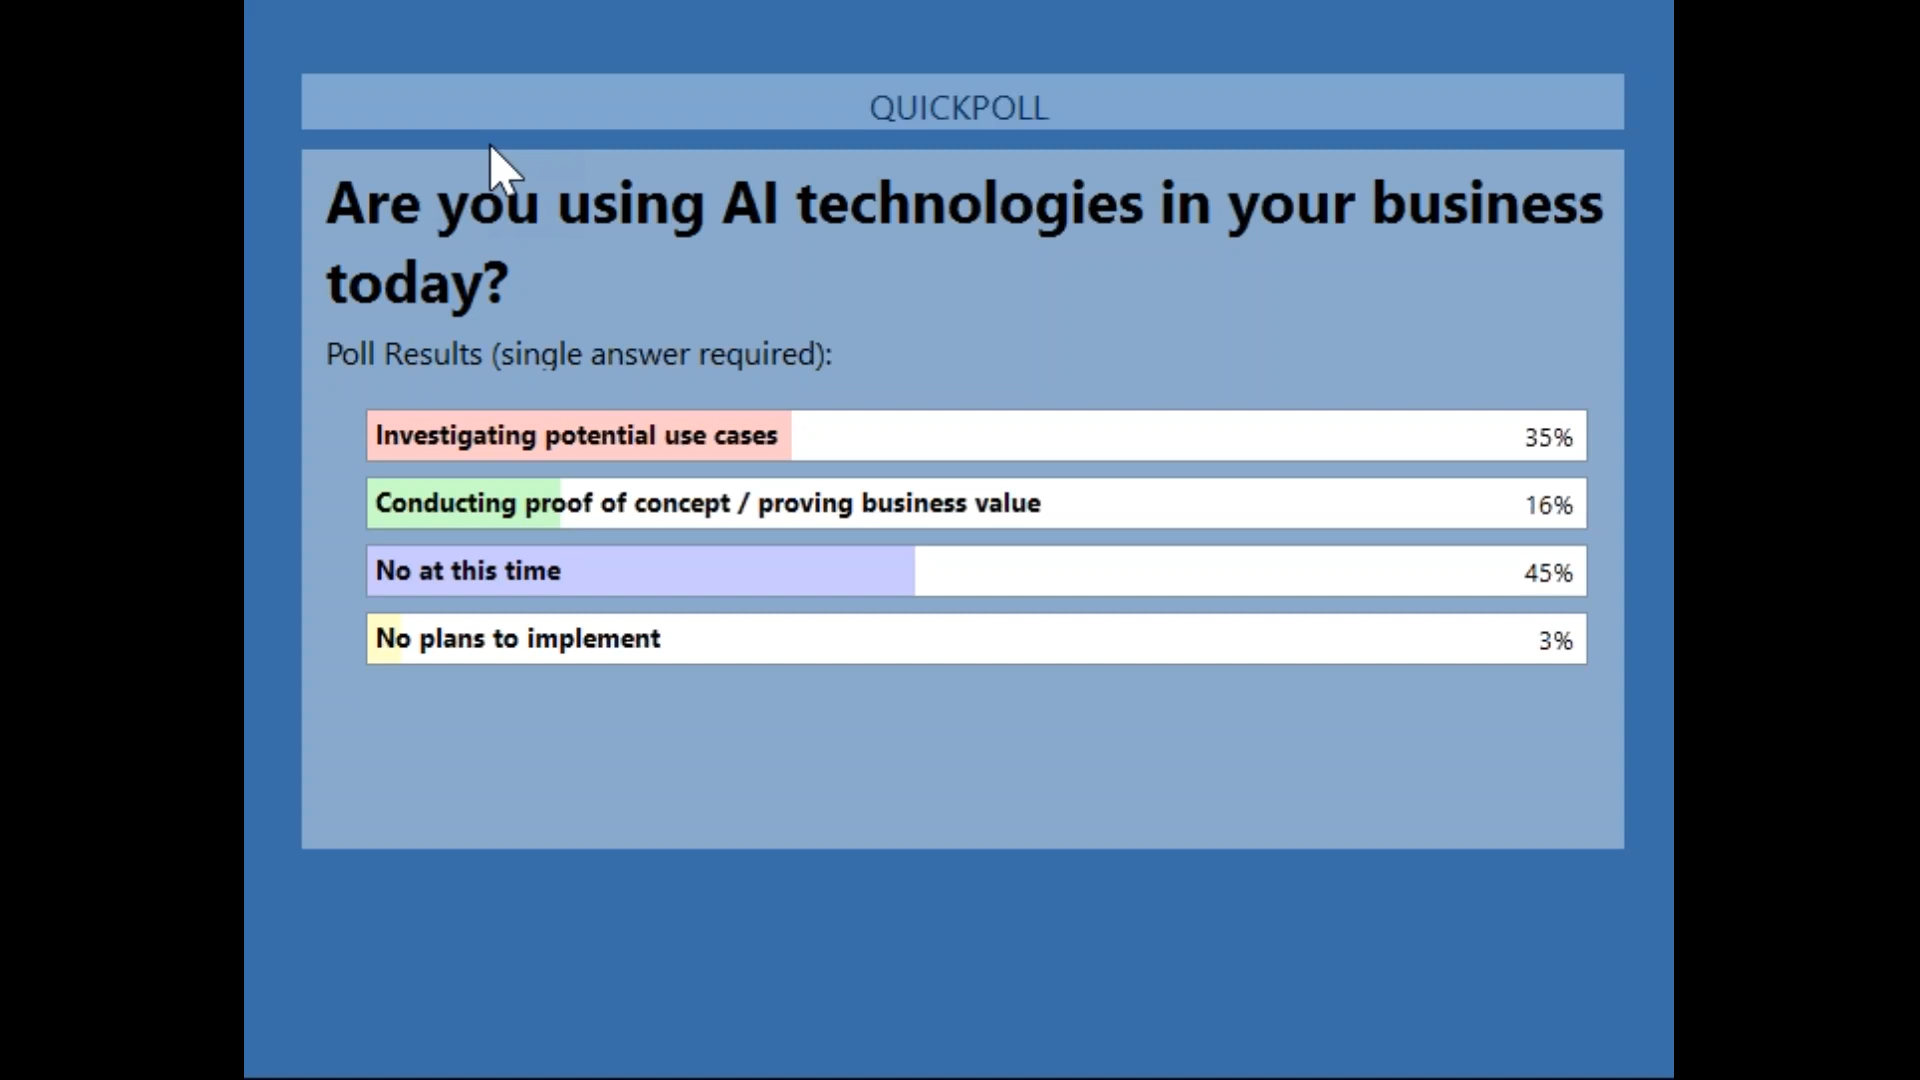 QUICKPOLL
Are you using AI technologies in your business
today?
Poll Results (single answer required):
Investigating potential use cases 35%
Conducting proof of concept / proving business value 16%
No at this time 45%
No plans to implement 3%